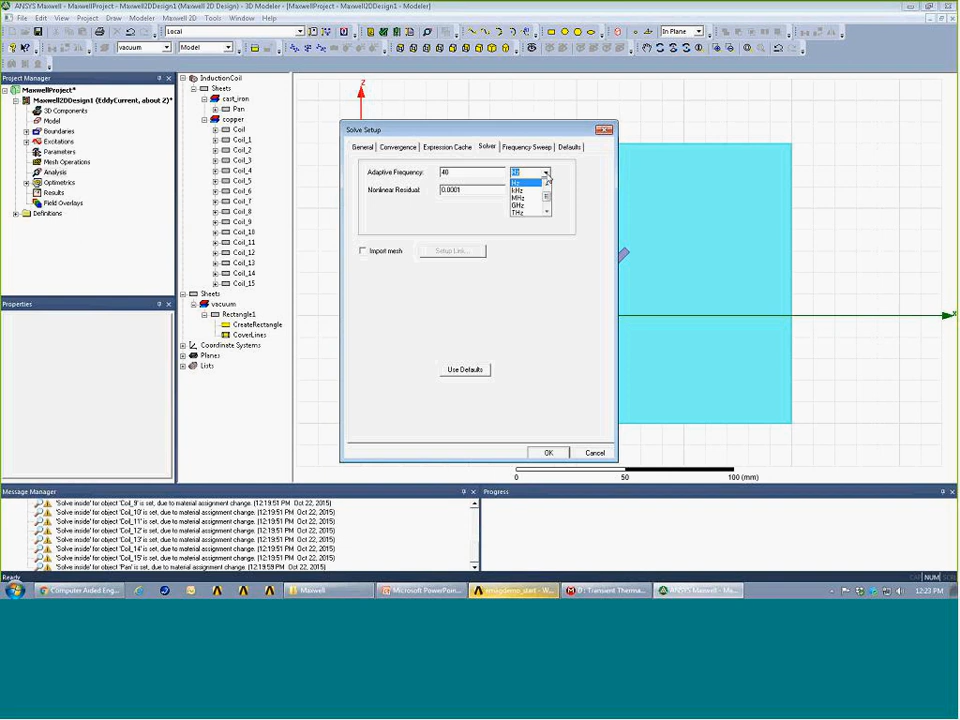 ANSYS Maxwell - MaxwellProject - Maxwell2DDesign1 (Maxwell 2D Design) - 3D Modeler - [MaxwellProject - Maxwell2DDesign1 - Modeler]
File Edit View Project Draw Modeler Maxwell 2D Tools Window Help
Local
In Plane
vacuum
Model
Project Manager
MaxwellProject*
Maxwell2DDesign1 (EddyCurrent, about Z)*
3D Components
Model
Boundaries
Excitations
Parameters
Mesh Operations
Analysis
Optimetrics
Results
Field Overlays
Definitions
Properties
InductionCoil
Sheets
cast_iron
Pan
copper
Coil
Coil_1
Coil_2
Coil_3
Coil_4
Coil_5
Coil_6
Coil_7
Coil_8
Coil_9
Coil_10
Coil_11
Coil_12
Coil_13
Coil_14
Coil_15
Sheets
vacuum
Rectangle1
CreateRectangle
CoverLines
Coordinate Systems
Planes
Lists
Z
X
Solve Setup
General Convergence Expression Cache Solver Frequency Sweep Defaults
Adaptive Frequency: 40 Hz
Hz
kHz
MHz
GHz
THz
Nonlinear Residual: 0.0001
Import mesh Setup Link...
Use Defaults
OK Cancel
0 50 100 (mm)
Message Manager
'Solve inside' for object 'Coil_9' is set, due to material assignment change. (12:19:51 PM Oct 22, 2015)
'Solve inside' for object 'Coil_10' is set, due to material assignment change. (12:19:51 PM Oct 22, 2015)
'Solve inside' for object 'Coil_11' is set, due to material assignment change. (12:19:51 PM Oct 22, 2015)
'Solve inside' for object 'Coil_12' is set, due to material assignment change. (12:19:51 PM Oct 22, 2015)
'Solve inside' for object 'Coil_13' is set, due to material assignment change. (12:19:51 PM Oct 22, 2015)
'Solve inside' for object 'Coil_14' is set, due to material assignment change. (12:19:51 PM Oct 22, 2015)
'Solve inside' for object 'Coil_15' is set, due to material assignment change. (12:19:51 PM Oct 22, 2015)
'Solve inside' for object 'Pan' is set, due to material assignment change. (12:19:59 PM Oct 22, 2015)
Progress
Ready
NUM
Computer Aided Eng...
Maxwell
Microsoft PowerPoin...
D : Transient Therma...
ANSYS Maxwell - Ma...
12:23 PM